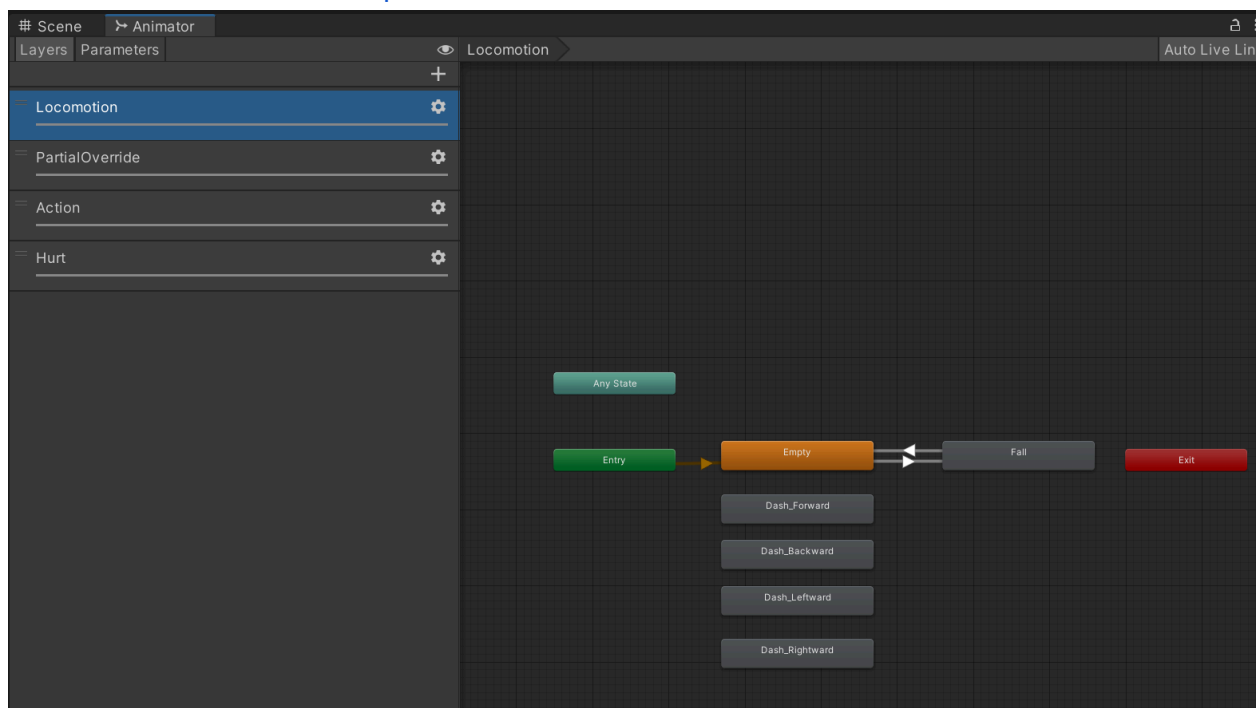 Scene Animator
Layers Parameters
Locomotion
Auto Live Lin
Locomotion
PartialOverride
Action
Hurt
Any State
Entry
Empty
Fall
Exit
Dash_Forward
Dash_Backward
Dash_Leftward
Dash_Rightward